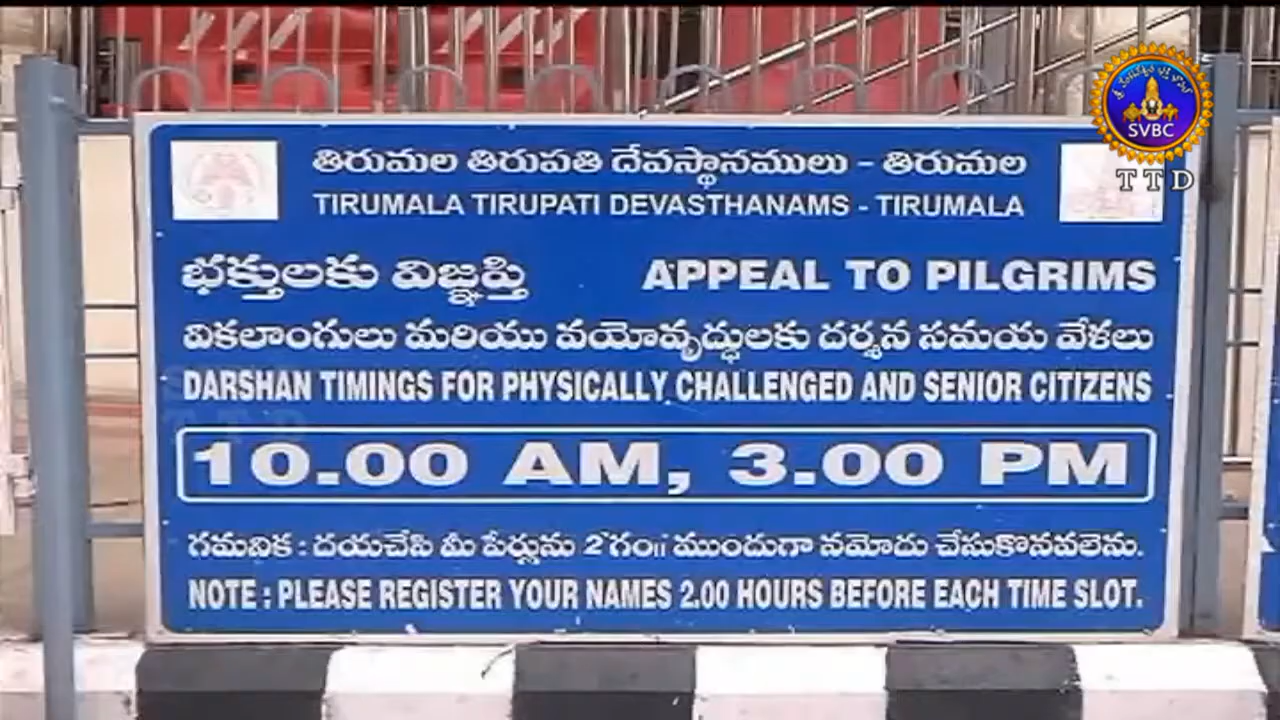 తిరుమల తిరుపతి దేవస్థానములు - తిరుమల
TIRUMALA TIRUPATI DEVASTHANAMS - TIRUMALA
SVBC
TTD
భక్తులకు విజ్ఞప్తి APPEAL TO PILGRIMS
వికలాంగులు మరియు వయోవృద్ధులకు దర్శన సమయ వేళలు
DARSHAN TIMINGS FOR PHYSICALLY CHALLENGED AND SENIOR CITIZENS
10.00 AM, 3.00 PM
గమనిక : దయచేసి మీ పేర్లును 2 గం॥ ముందుగా నమోదు చేసుకొనవలెను.
NOTE : PLEASE REGISTER YOUR NAMES 2.00 HOURS BEFORE EACH TIME SLOT.